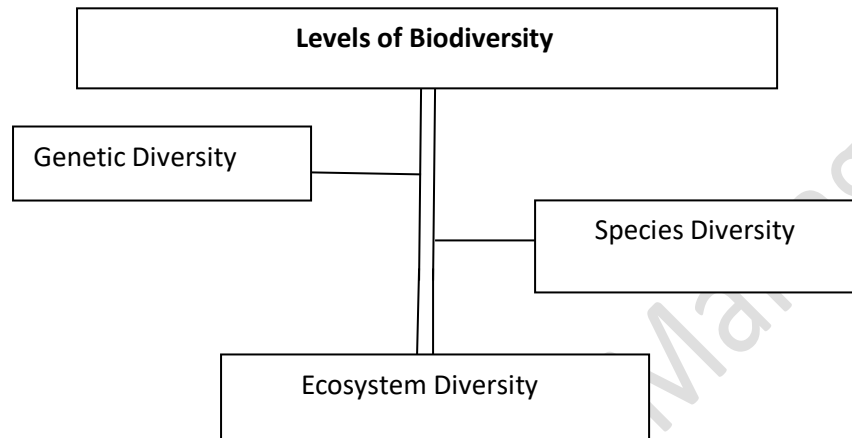 Levels of Biodiversity
Genetic Diversity
Species Diversity
Ecosystem Diversity